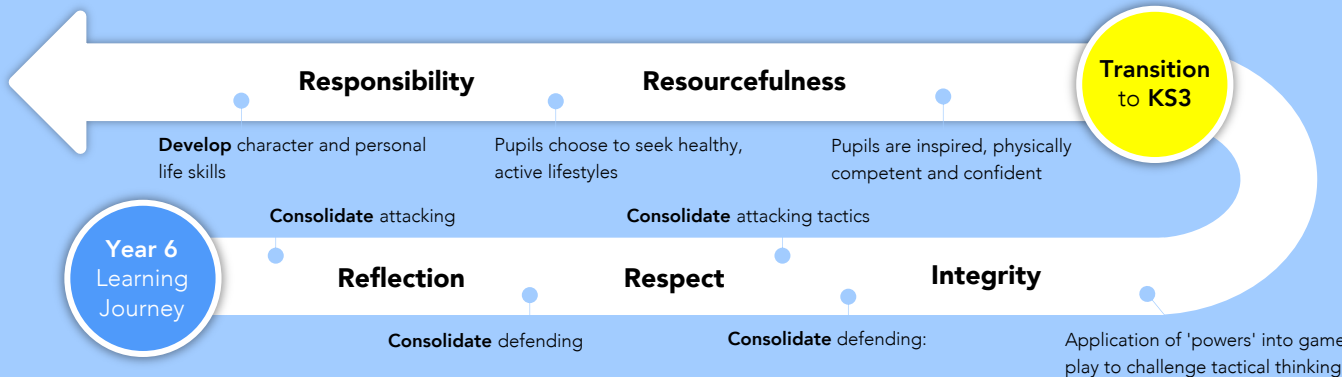 Responsibility
Resourcefulness
Transition
to KS3
Develop character and personal
life skills
Pupils choose to seek healthy,
active lifestyles
Pupils are inspired, physically
competent and confident
Consolidate attacking
Consolidate attacking tactics
Year 6
Learning
Journey
Reflection
Respect
Integrity
Consolidate defending
Consolidate defending:
Application of 'powers' into game
play to challenge tactical thinking